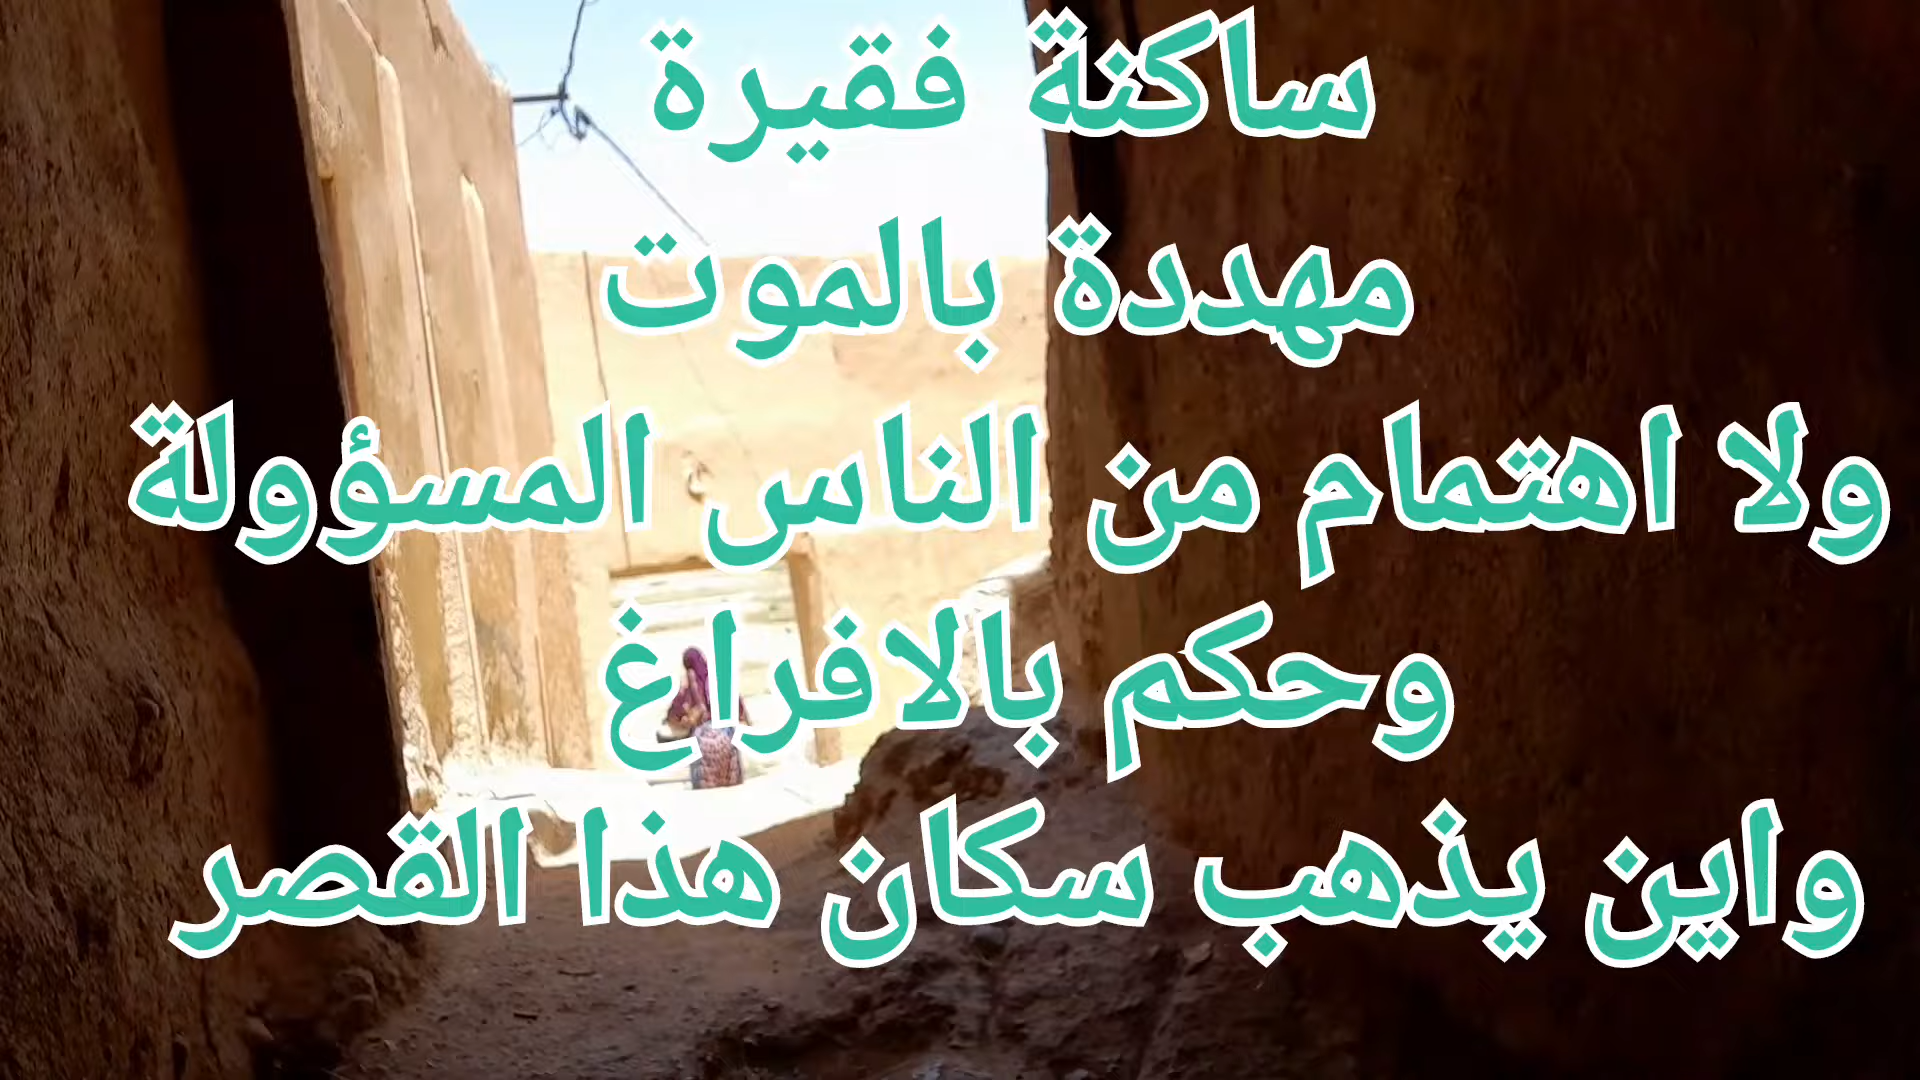 ساكنة فقيرة
مهددة بالموت
ولا اهتمام من الناس المسؤولة
وحكم بالافراغ
واين يذهب سكان هذا القصر